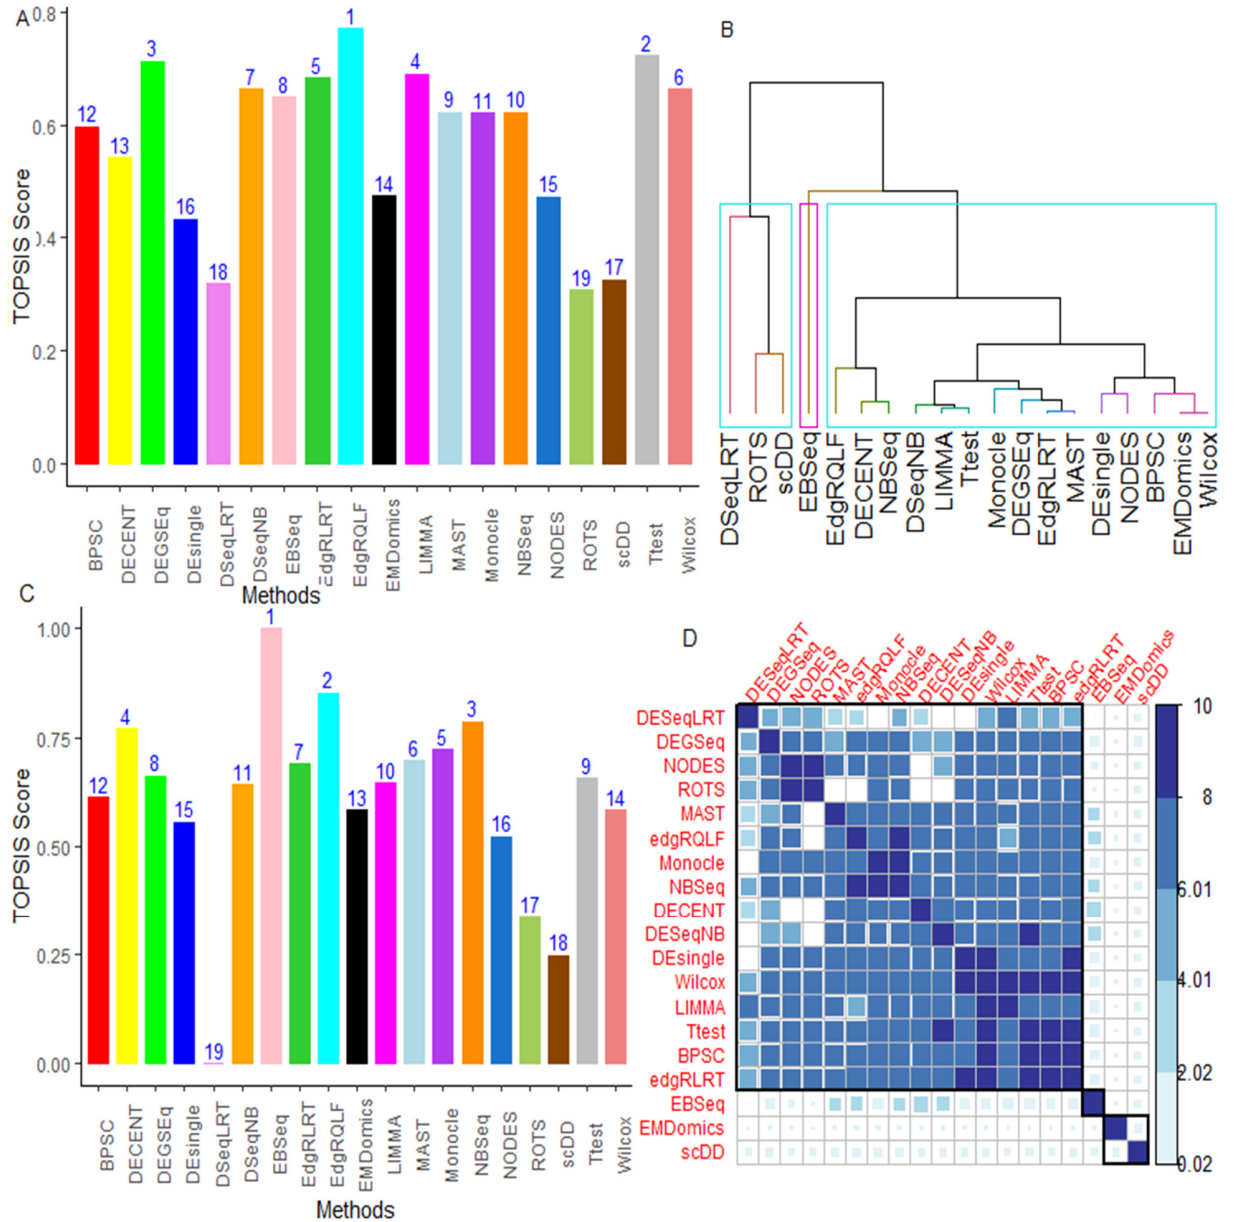 A
0.8
0.6
0.4
0.2
0.0
TOPSIS Score
12
13
3
16
18
7
8
5
1
14
4
9
11
10
15
19
17
2
6
BPSC
DECENT
DEGSEq
DEsingle
DSeqLRT
DSeqNB
EBSeq
EdgRLRT
EdgRQLF
EMDomics
LIMMA
MAST
Monocle
NBSeq
NODES
ROTS
scDD
Ttest
Wilcox
Methods
B
DSeqLRT
ROTS
scDD
EBSeq
EdgRQLF
DECENT
NBSeq
DSeqNB
LIMMA
Ttest
Monocle
DEGSEq
EdgRLRT
MAST
DEsingle
NODES
BPSC
EMDomics
Wilcox
C
1.00
0.75
0.50
0.25
0.00
TOPSIS Score
12
4
8
15
19
11
1
7
2
13
10
6
5
3
16
17
18
9
14
BPSC
DECENT
DEGSEq
DEsingle
DSeqLRT
DSeqNB
EBSeq
EdgRLRT
EdgRQLF
EMDomics
LIMMA
MAST
Monocle
NBSeq
NODES
ROTS
scDD
Ttest
Wilcox
Methods
D
DESeqLRT
DEGSeq
NODES
ROTS
MAST
edgRQLF
Monocle
NBSeq
DECENT
DESeqNB
DEsingle
Wilcox
LIMMA
Ttest
BPSC
edgRLRT
EBSeq
EMDomics
scDD
DESeqLRT
DEGSeq
NODES
ROTS
MAST
edgRQLF
Monocle
NBSeq
DECENT
DESeqNB
DEsingle
Wilcox
LIMMA
Ttest
BPSC
edgRLRT
EBSeq
EMDomics
scDD
10
8
6.01
4.01
2.02
0.02